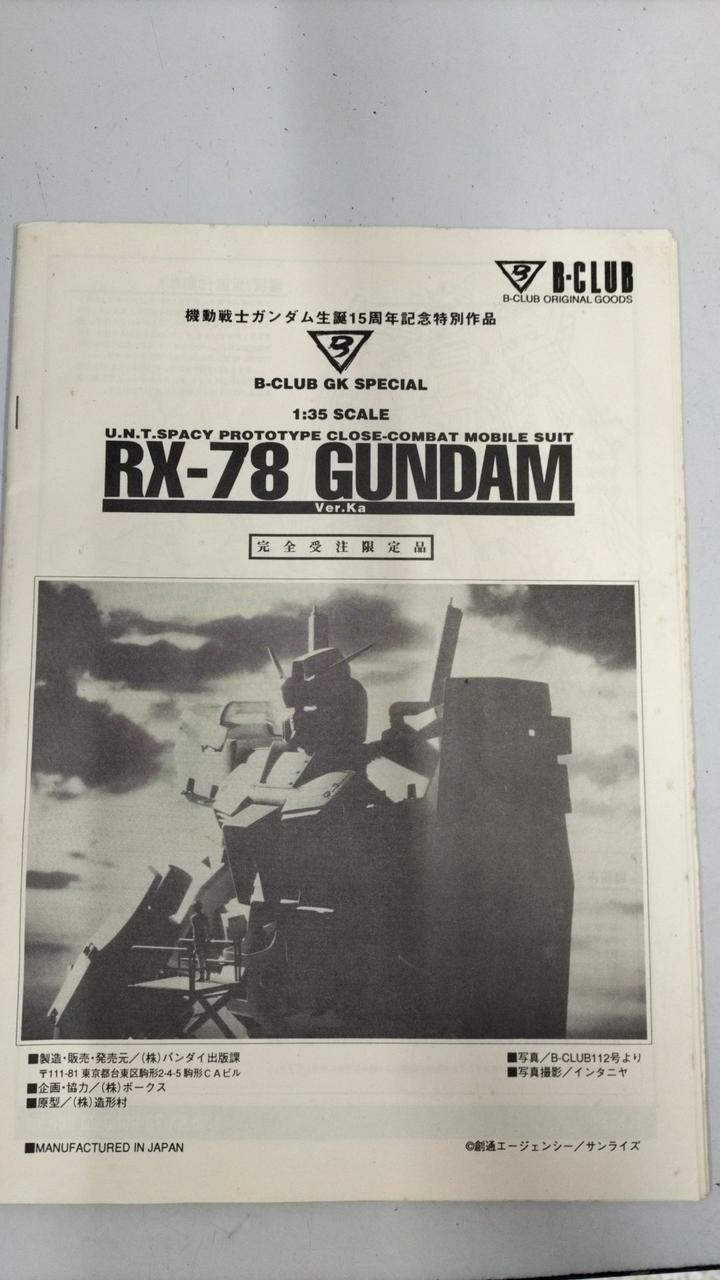 B-CLUB
B-CLUB ORIGINAL GOODS
機動戦士ガンダム生誕15周年記念特別作品
B-CLUB GK SPECIAL
1:35 SCALE
U.N.T.SPACY PROTOTYPE CLOSE-COMBAT MOBILE SUIT
RX-78 GUNDAM
Ver.Ka
完全受注限定品
■製造・販売・発売元／(株)バンダイ出版課
〒111-81 東京都台東区駒形2-4-5 駒形CAビル
■企画・協力／(株)ボークス
■原型／(株)造形村
■写真／B-CLUB112号より
■写真撮影／インタニヤ
■MANUFACTURED IN JAPAN
©創通エージェンシー／サンライズ